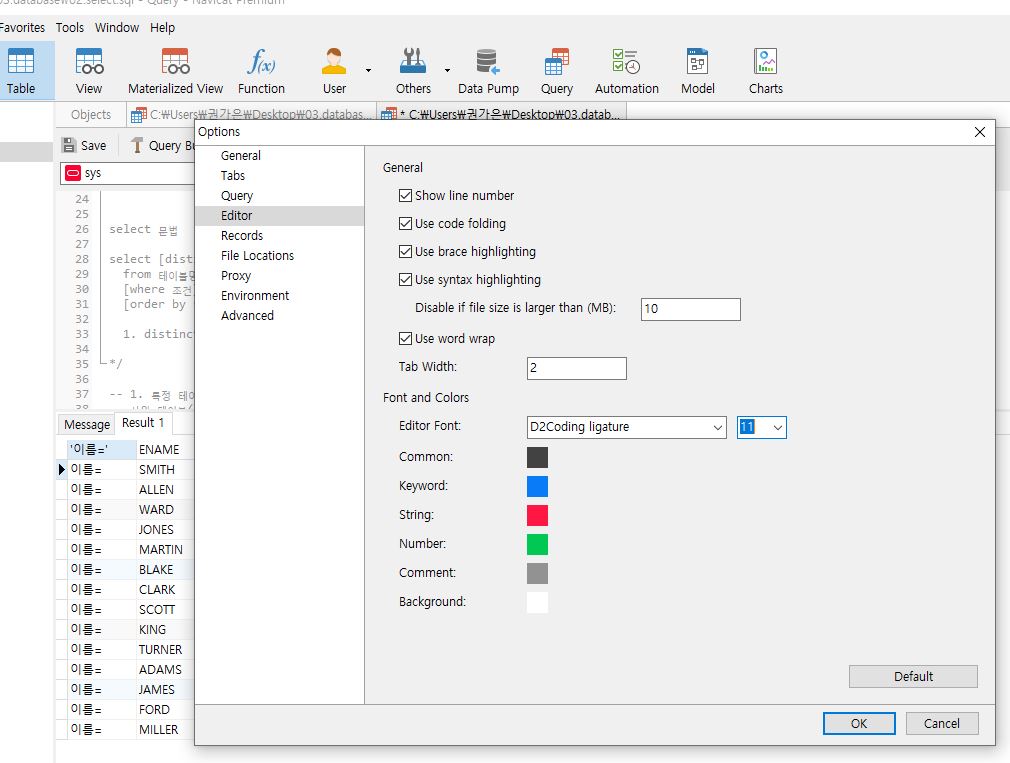 03.database\02.select.sql - Query - Navicat Premium
Favorites Tools Window Help
Table View Materialized View Function User Others Data Pump Query Automation Model Charts
Objects C:\Users\권가은\Desktop\03.databas... * C:\Users\권가은\Desktop\03.datab...
Save Query Bu
sys
24
25
26 select 문법
27
28 select [dist
29 from 테이블명
30 [where 조건
31 [order by
32
33 1. distinct
34
35 */
36
37 -- 1. 특정 테이
38
Message Result 1
'이름=' ENAME
이름= SMITH
이름= ALLEN
이름= WARD
이름= JONES
이름= MARTIN
이름= BLAKE
이름= CLARK
이름= SCOTT
이름= KING
이름= TURNER
이름= ADAMS
이름= JAMES
이름= FORD
이름= MILLER
Options
General
Tabs
Query
Editor
Records
File Locations
Proxy
Environment
Advanced
General
Show line number
Use code folding
Use brace highlighting
Use syntax highlighting
Disable if file size is larger than (MB): 10
Use word wrap
Tab Width: 2
Font and Colors
Editor Font: D2Coding ligature 11
Common:
Keyword:
String:
Number:
Comment:
Background:
Default
OK Cancel